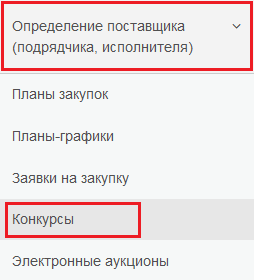 Определение поставщика
(подрядчика, исполнителя)
Планы закупок
Планы-графики
Заявки на закупку
Конкурсы
Электронные аукционы